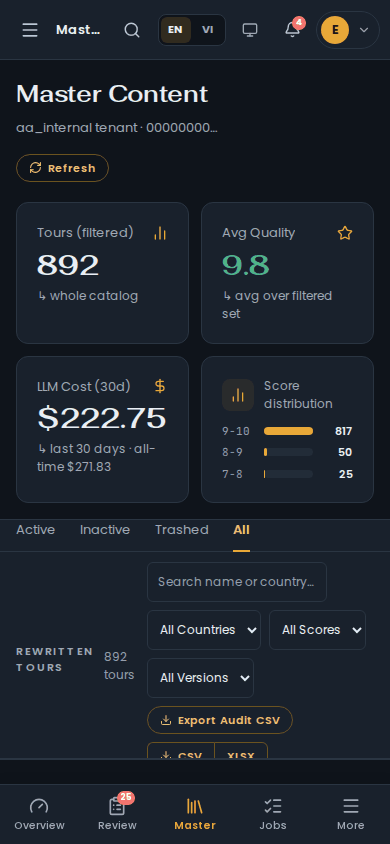 Mast...
EN VI
4
E
Master Content
aa_internal tenant · 00000000...
Refresh
Tours (filtered)
892
↳ whole catalog
Avg Quality
9.8
↳ avg over filtered
set
LLM Cost (30d)
$222.75
↳ last 30 days · all-
time $271.83
Score
distribution
9-10 817
8-9 50
7-8 25
Active Inactive Trashed All
Search name or country...
All Countries All Scores
REWRITTEN
TOURS
892
tours
All Versions
Export Audit CSV
CSV XLSX
25
Overview Review Master Jobs More